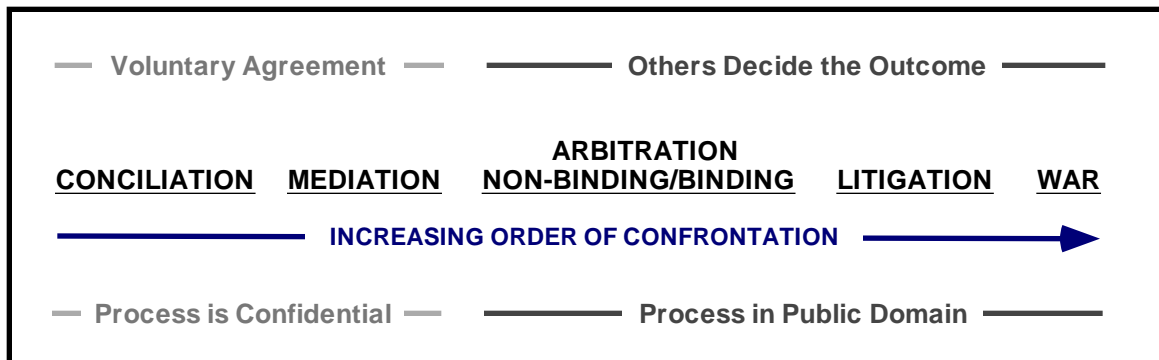 Voluntary Agreement Others Decide the Outcome
ARBITRATION
CONCILIATION MEDIATION NON-BINDING/BINDING LITIGATION WAR
INCREASING ORDER OF CONFRONTATION
Process is Confidential Process in Public Domain